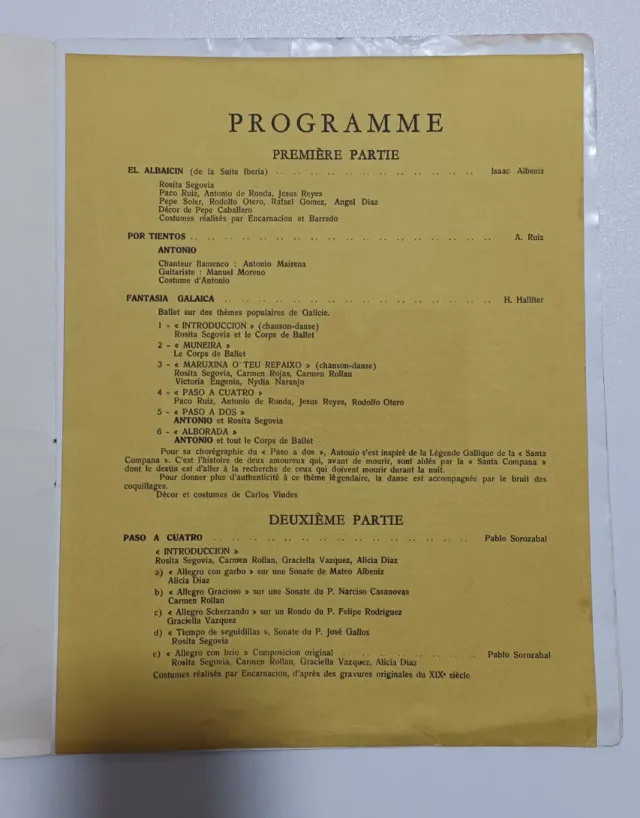 PROGRAMME
PREMIÈRE PARTIE
EL ALBAICIN (de la Suite Iberia) .. .. .. .. .. .. .. .. .. .. .. .. .. Isaac Albeniz
Rosita Segovia
Paco Ruiz, Antonio de Ronda, Jesus Reyes
Pepe Soler, Rodolfo Otero, Rafael Gomez, Angel Diaz
Décor de Pepe Caballero
Costumes réalisés par Encarnacion et Barredo
POR TIENTOS .. .. .. .. .. .. .. .. .. .. .. .. .. .. .. .. .. .. A. Ruiz
ANTONIO
Chanteur flamenco : Antonio Mairena
Guitariste : Manuel Moreno
Costume d'Antonio
FANTASIA GALAICA .. .. .. .. .. .. .. .. .. .. .. .. .. .. .. .. H. Halffter
Ballet sur des thèmes populaires de Galicie.
1 - « INTRODUCCION » (chanson-danse)
Rosita Segovia et le Corps de Ballet
2 - « MUNEIRA »
Le Corps de Ballet
3 - « MARUXINA O TEU REFAIXO » (chanson-danse)
Rosita Segovia, Carmen Rojas, Carmen Rollan
Victoria Eugenia, Nydia Naranjo
4 - « PASO A CUATRO »
Paco Ruiz, Antonio de Ronda, Jesus Reyes, Rodolfo Otero
5 - « PASO A DOS »
ANTONIO et Rosita Segovia
6 - « ALBORADA »
ANTONIO et tout le Corps de Ballet
Pour sa chorégraphie du « Paso a dos », Antonio s'est inspiré de la Légende Gallique de la « Santa
Compana ». C'est l'histoire de deux amoureux qui, avant de mourir, sont aidés par la « Santa Compana »
dont le destin est d'aller à la recherche de ceux qui doivent mourir durant la nuit.
Pour donner plus d'authenticité à ce thème légendaire, la danse est accompagnée par le bruit des
coquillages.
Décor et costumes de Carlos Viudes
DEUXIÈME PARTIE
PASO A CUATRO .. .. .. .. .. .. .. .. .. .. .. .. .. .. .. .. Pablo Sorozabal
« INTRODUCCION »
Rosita Segovia, Carmen Rollan, Graciella Vazquez, Alicia Diaz
a) « Allegro con garbo » sur une Sonate de Mateo Albeniz
Alicia Diaz
b) « Allegro Gracioso » sur une Sonate du P. Narciso Casanovas
Carmen Rollan
c) « Allegro Scherzando » sur un Rondo du P. Felipe Rodriguez
Graciella Vazquez
d) « Tiempo de seguidillas », Sonate du P. José Gallos
Rosita Segovia
e) « Allegro con brio » Composicion original .. .. .. .. .. .. .. .. .. Pablo Sorozabal
Rosita Segovia, Carmen Rollan, Graciella Vazquez, Alicia Diaz
Costumes réalisés par Encarnacion, d'après des gravures originales du XIXe siècle